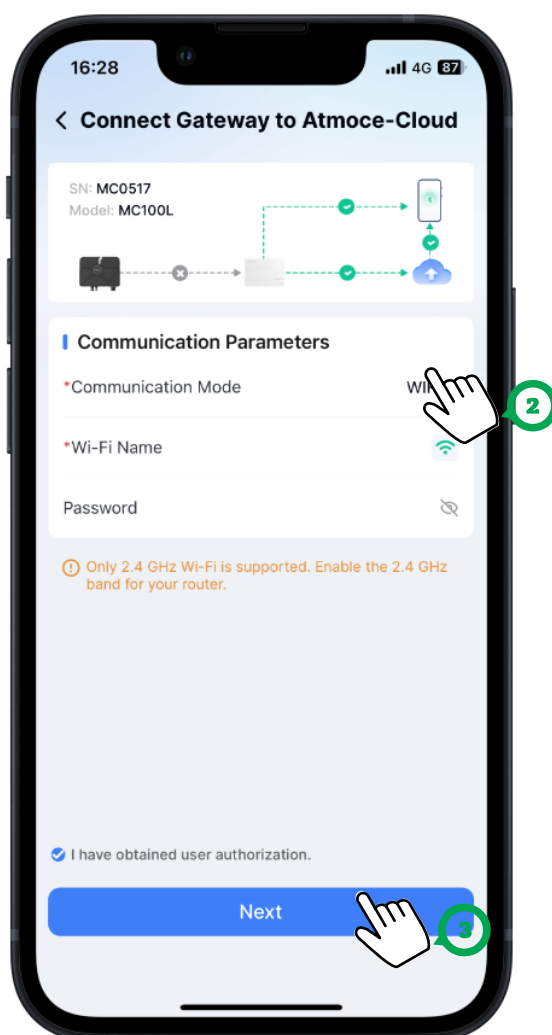 16:28
4G 87
Connect Gateway to Atmoce-Cloud
SN: MC0517
Model: MC100L
Communication Parameters
*Communication Mode
2
*Wi-Fi Name
Password
Only 2.4 GHz Wi-Fi is supported. Enable the 2.4 GHz
band for your router.
I have obtained user authorization.
Next
3